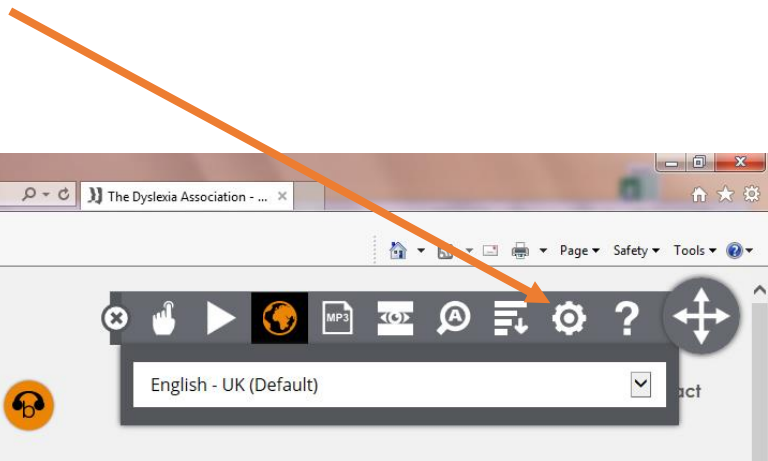 The Dyslexia Association - ...
Page Safety Tools
MP3 A ?
English - UK (Default)
act
b